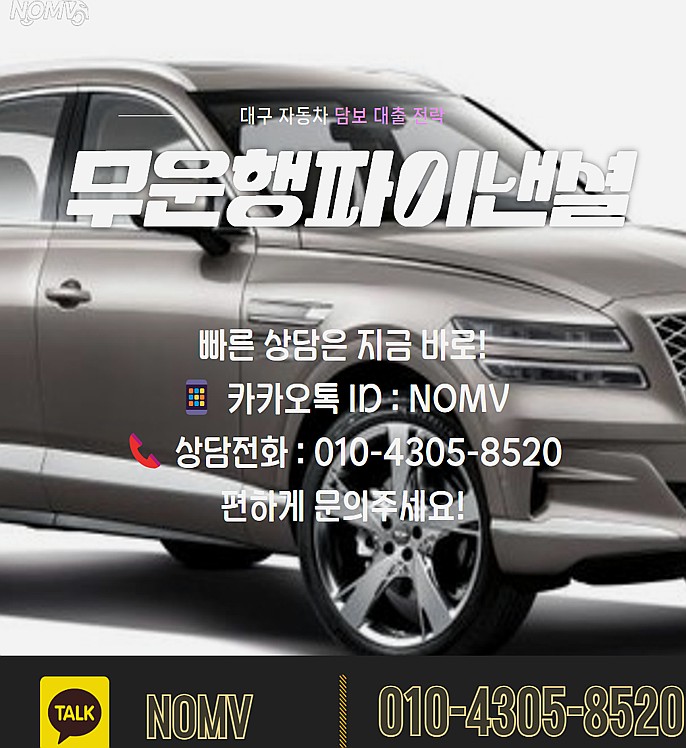 NOMV
대구 자동차 담보 대출 전략
무운행파이낸셜
빠른 상담은 지금 바로!
카카오톡 ID : NOMV
상담전화 : 010-4305-8520
편하게 문의주세요!
TALK NOMV 010-4305-8520